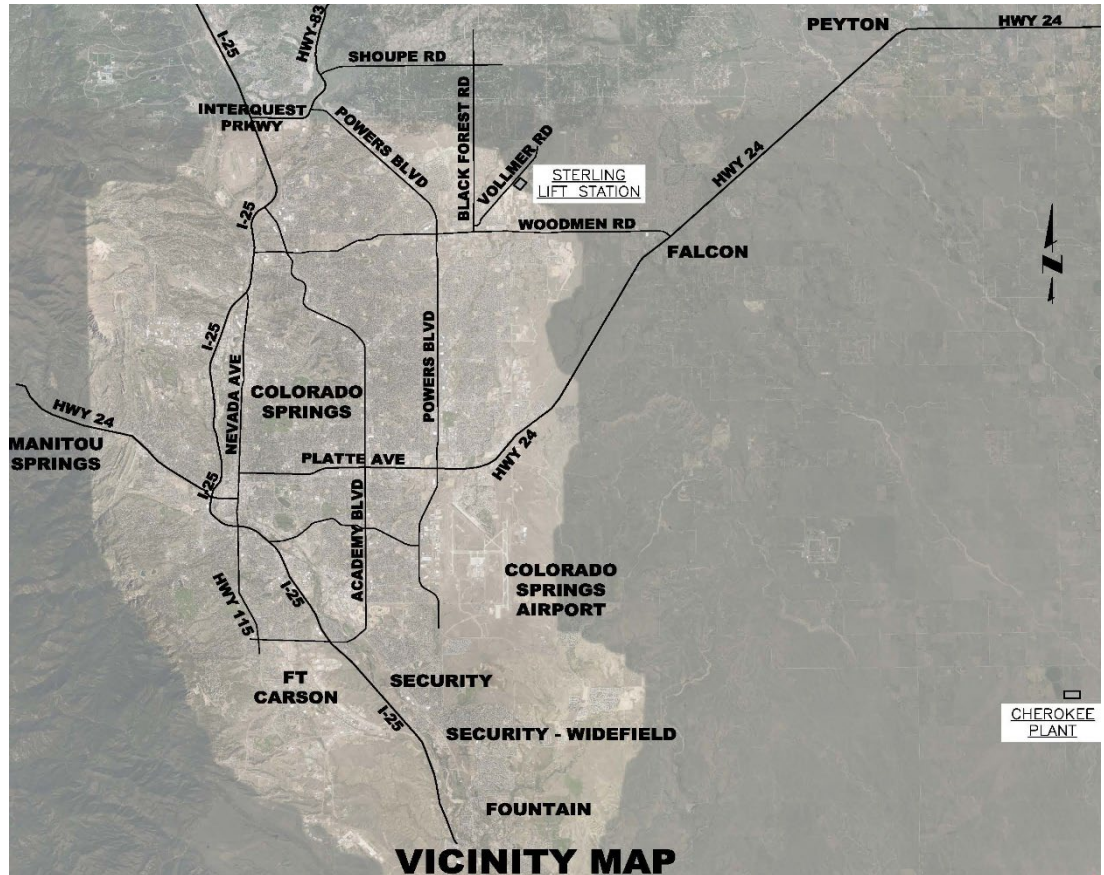 PEYTON
HWY 24
I-25
HWY-83
SHOUPE RD
INTERQUEST
PRKWY
POWERS BLVD
BLACK FOREST RD
VOLLMER RD
STERLING
LIFT STATION
HWY 24
I-25
WOODMEN RD
FALCON
N
I-25
NEVADA AVE
COLORADO
SPRINGS
POWERS BLVD
HWY 24
MANITOU
SPRINGS
PLATTE AVE
HWY 24
I-25
ACADEMY BLVD
COLORADO
SPRINGS
AIRPORT
HWY 115
I-25
FT
CARSON
SECURITY
I-25
SECURITY - WIDEFIELD
CHEROKEE
PLANT
FOUNTAIN
VICINITY MAP